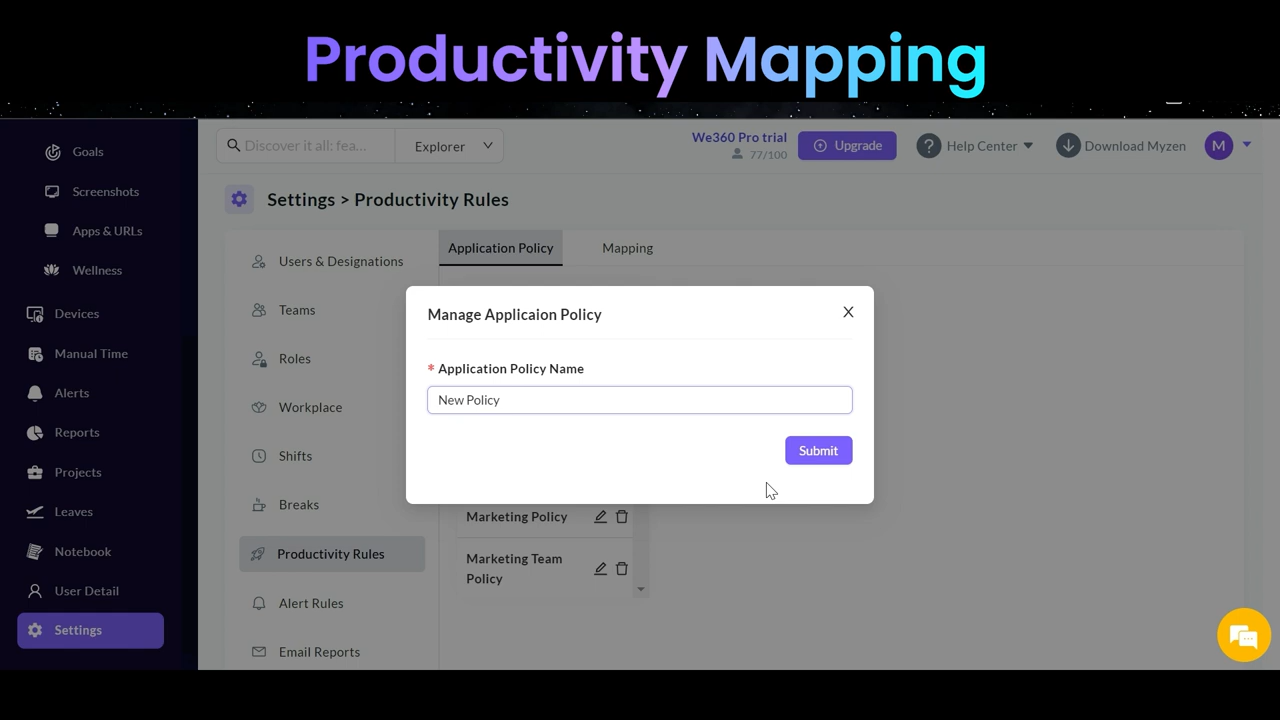 Productivity Mapping
Goals
Screenshots
Apps & URLs
Wellness
Devices
Manual Time
Alerts
Reports
Projects
Leaves
Notebook
User Detail
Settings
Discover it all: fea...
Explorer
We360 Pro trial
77/100
Upgrade
? Help Center
Download Myzen
M
Settings > Productivity Rules
Users & Designations
Teams
Roles
Workplace
Shifts
Breaks
Productivity Rules
Alert Rules
Email Reports
Application Policy
Mapping
Manage Applicaion Policy
* Application Policy Name
New Policy
Submit
Marketing Policy
Marketing Team
Policy